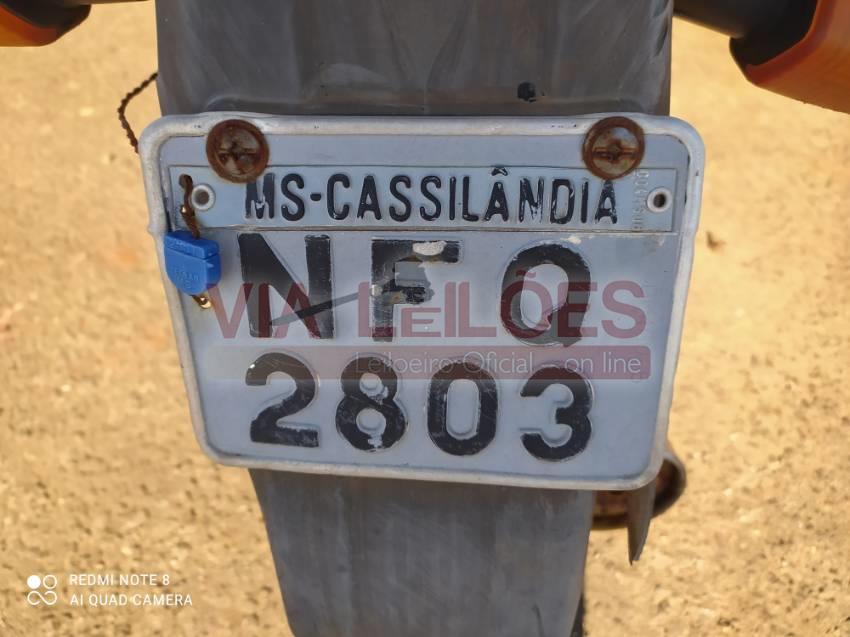 MS-CASSILÂNDIA
NFQ
2803
VIA LEILÕES
Leiloeiro Oficial - on line
REDMI NOTE 8
AI QUAD CAMERA